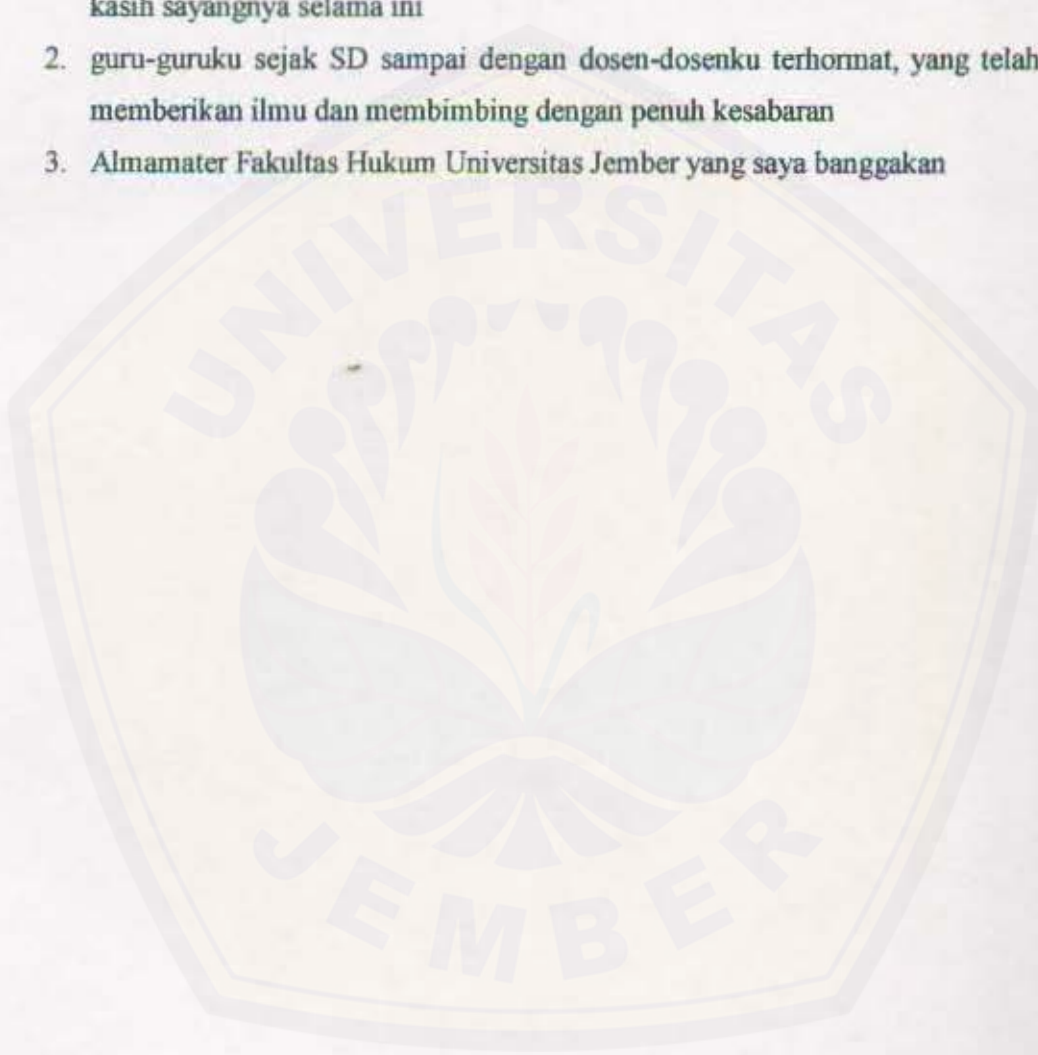 kasih sayangnya selama ini
2. guru-guruku sejak SD sampai dengan dosen-dosenku terhormat, yang telah
memberikan ilmu dan membimbing dengan penuh kesabaran
3. Almamater Fakultas Hukum Universitas Jember yang saya banggakan
UNIVERSITAS
JEMBER